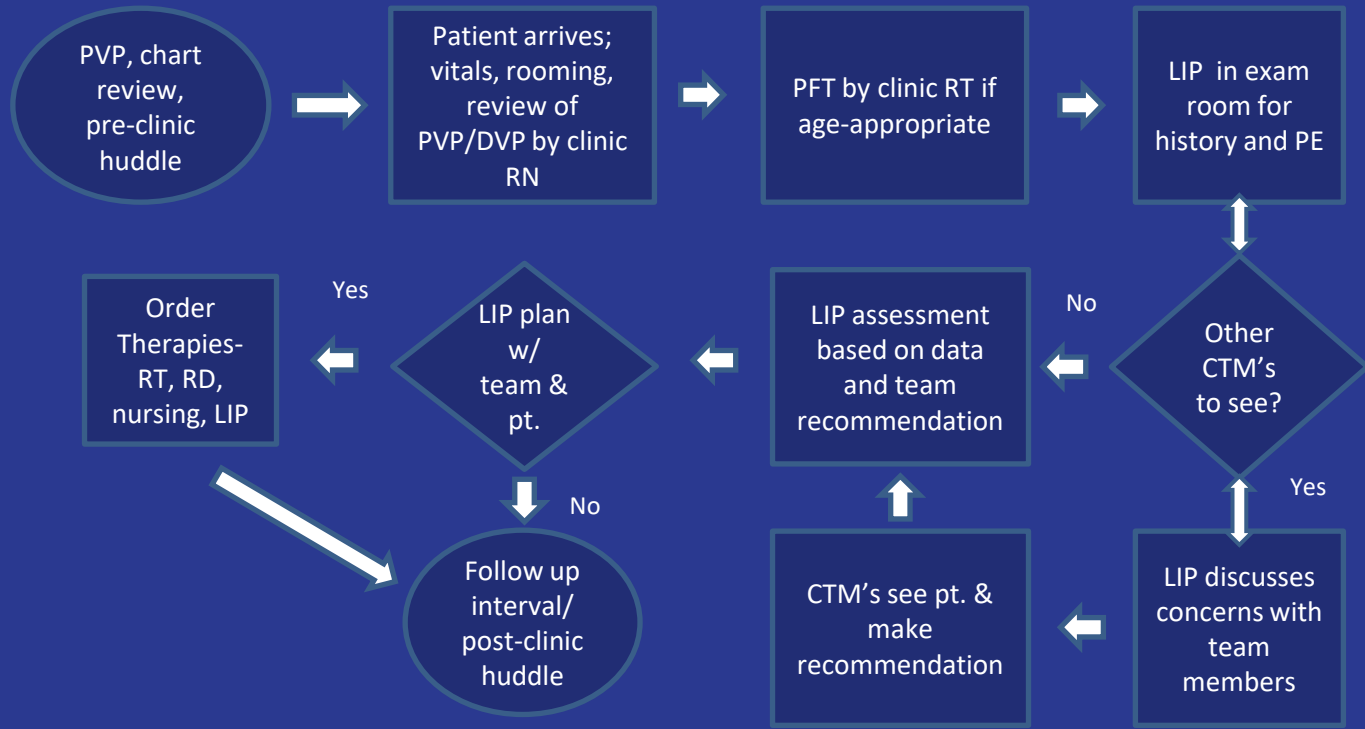 PVP, chart
review,
pre-clinic
huddle
Patient arrives;
vitals, rooming,
review of
PVP/DVP by clinic
RN
PFT by clinic RT if
age-appropriate
LIP in exam
room for
history and PE
Other
CTM's
to see?
No
Yes
LIP discusses
concerns with
team
members
CTM's see pt. &
make
recommendation
LIP assessment
based on data
and team
recommendation
LIP plan
w/
team &
pt.
Yes
No
Order
Therapies-
RT, RD,
nursing, LIP
Follow up
interval/
post-clinic
huddle